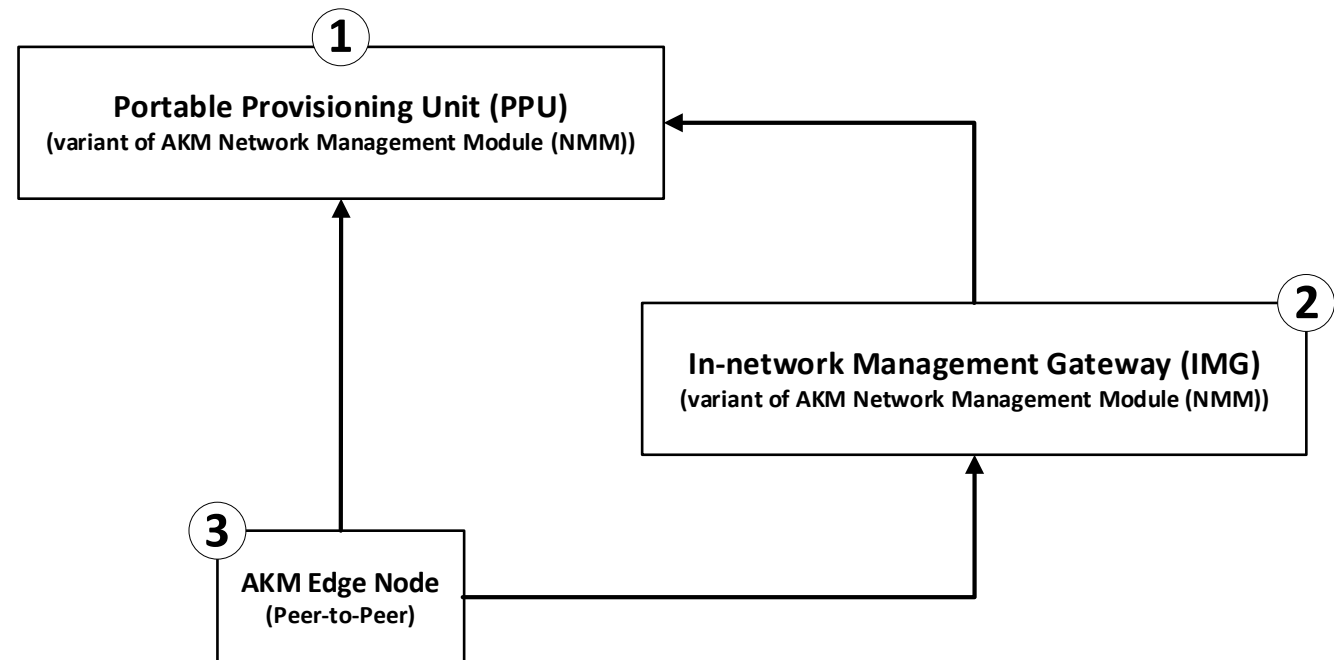 1
Portable Provisioning Unit (PPU)
(variant of AKM Network Management Module (NMM))
2
In-network Management Gateway (IMG)
(variant of AKM Network Management Module (NMM))
3
AKM Edge Node
(Peer-to-Peer)